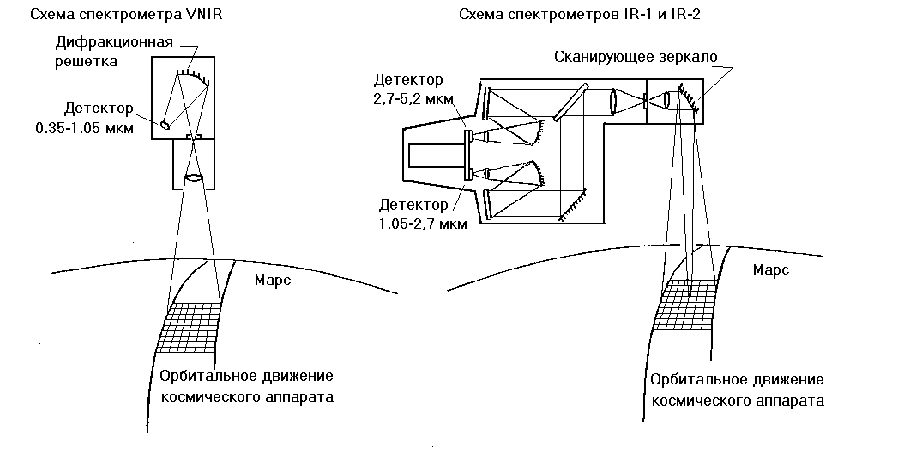 Схема спектрометра VNIR
Дифракционная
решетка
Детектор
0.35-1.05 мкм
Марс
Орбитальное движение
космического аппарата
Схема спектрометров IR-1 и IR-2
Сканирующее зеркало
Детектор
2,7-5,2 мкм
Детектор
1.05-2,7 мкм
Марс
Орбитальное движение
космического аппарата